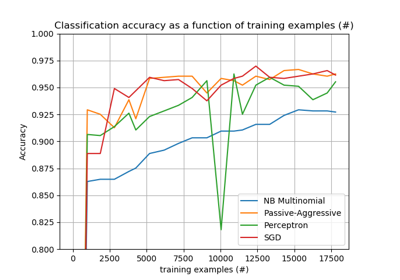 Classification accuracy as a function of training examples (#)
1.000
0.975
0.950
0.925
0.900
0.875
0.850
0.825
0.800
Accuracy
0 2500 5000 7500 10000 12500 15000 17500
training examples (#)
NB Multinomial
Passive-Aggressive
Perceptron
SGD